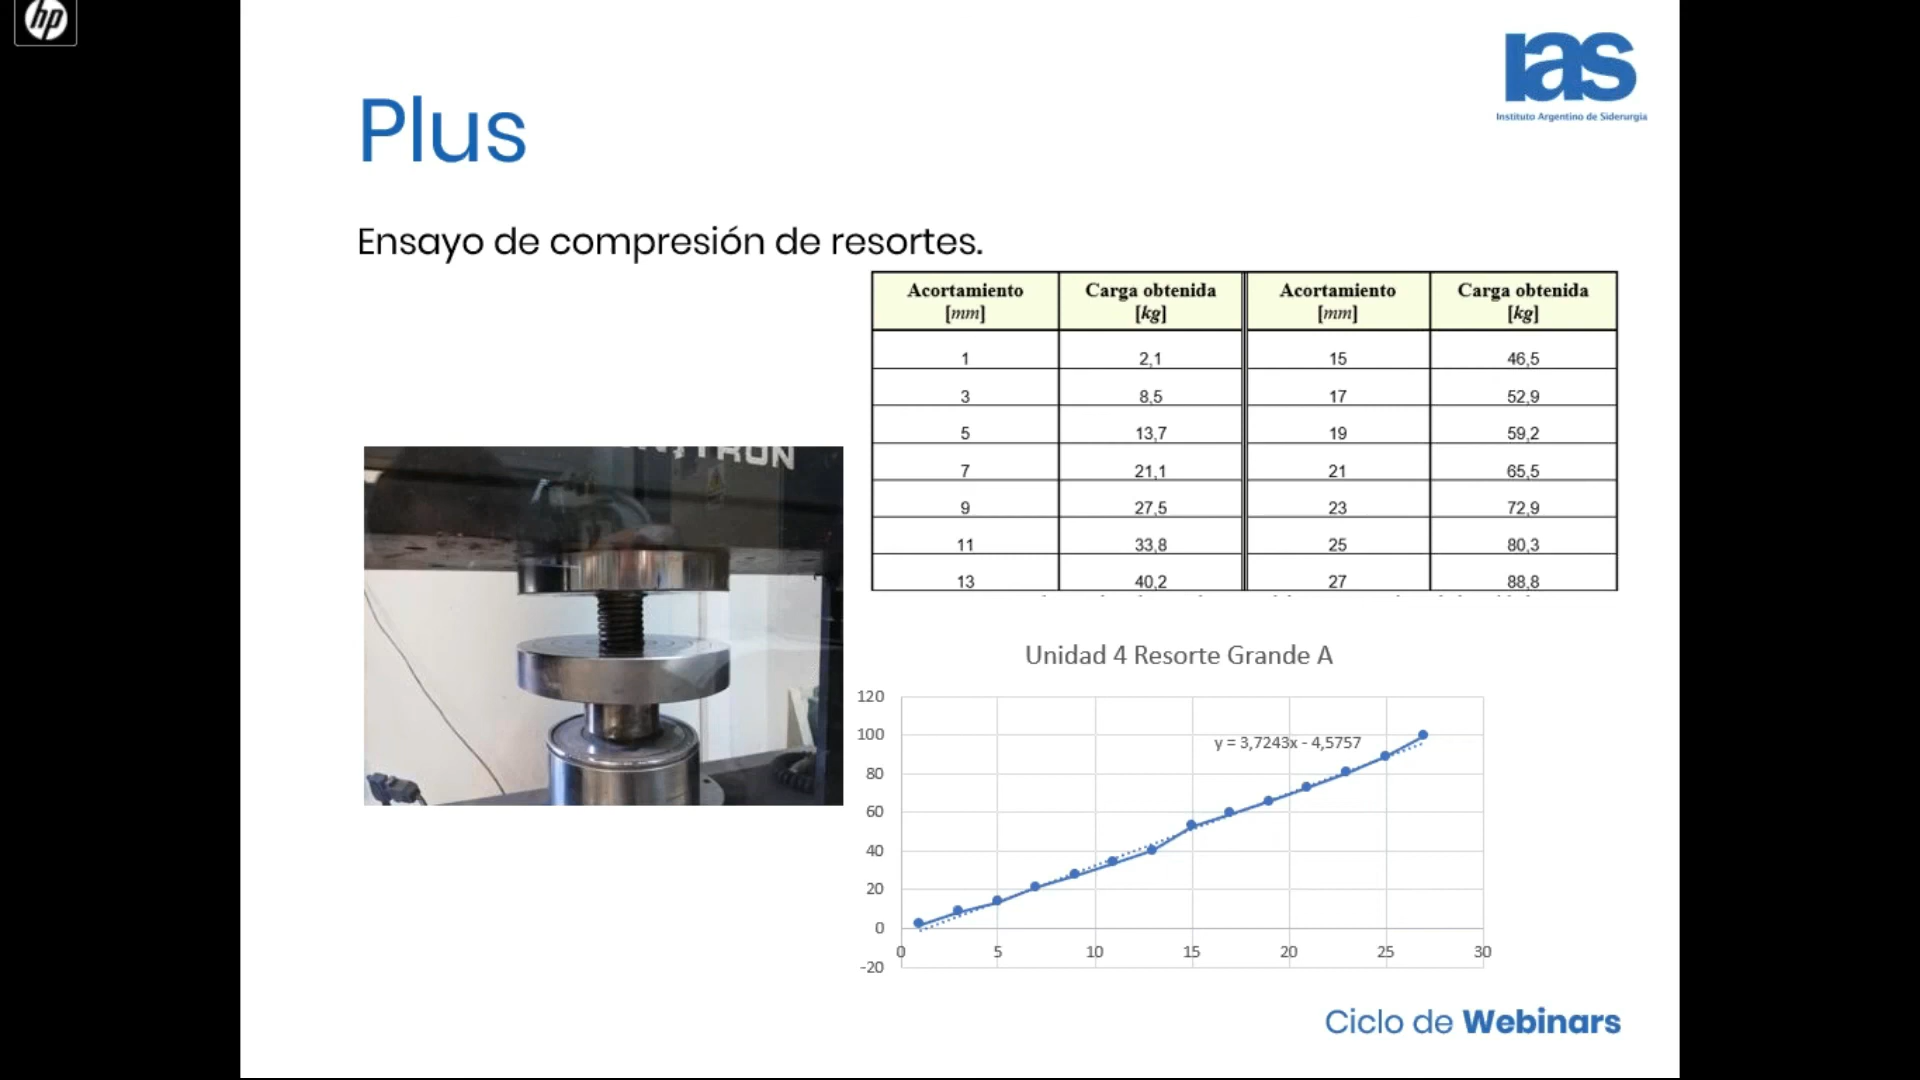 hp
ias
Instituto Argentino de Siderurgia
Plus
Ensayo de compresión de resortes.
Acortamiento [mm] Carga obtenida [kg] Acortamiento [mm] Carga obtenida [kg]
1 2,1 15 46,5
3 8,5 17 52,9
5 13,7 19 59,2
7 21,1 21 65,5
9 27,5 23 72,9
11 33,8 25 80,3
13 40,2 27 88,8
Unidad 4 Resorte Grande A
120
100
y = 3,7243x - 4,5757
80
60
40
20
0
0 5 10 15 20 25 30
-20
Ciclo de Webinars